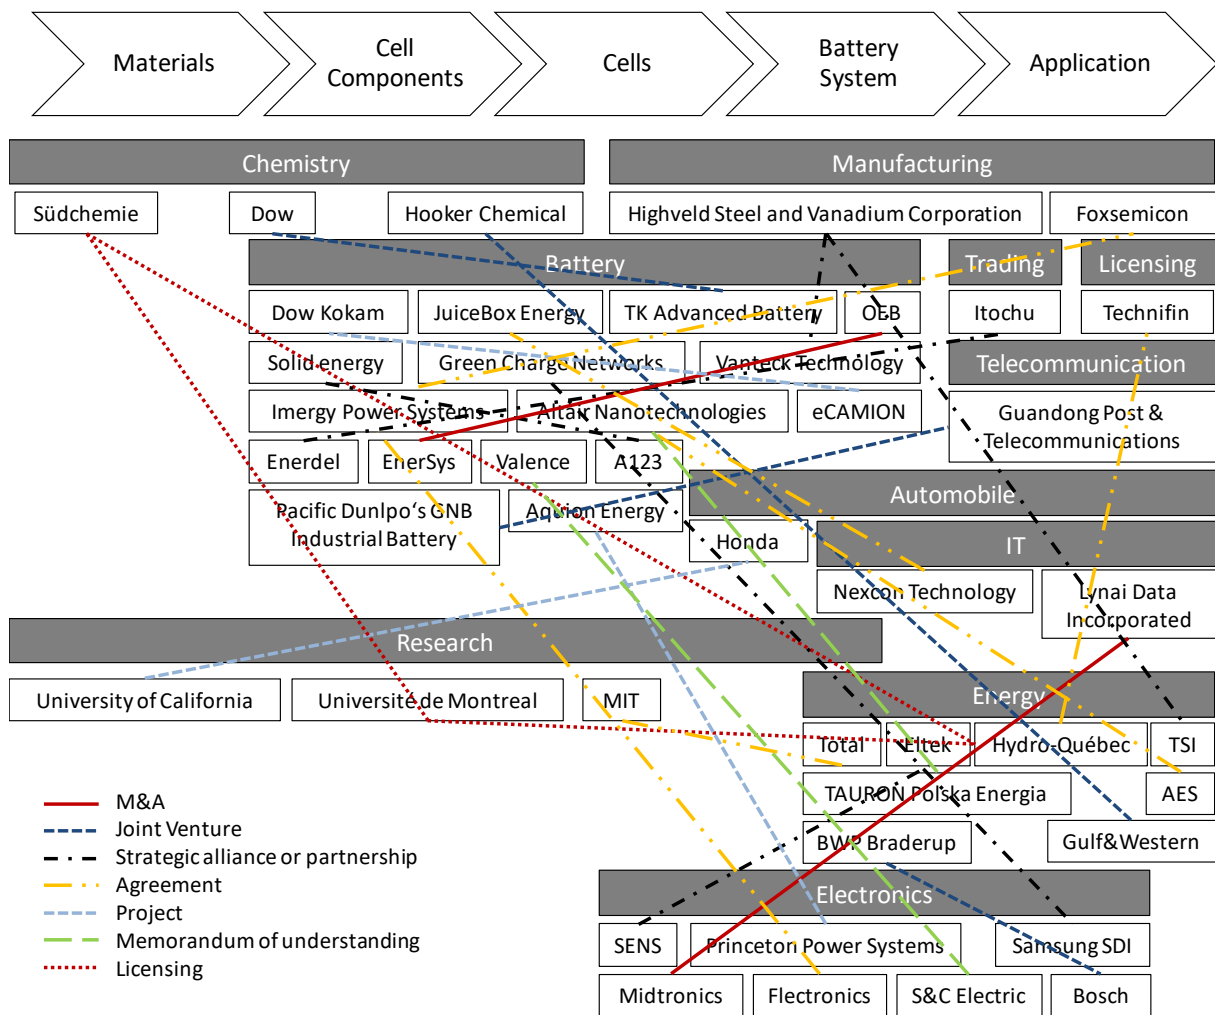 Materials
Cell
Components
Cells
Battery
System
Application
Chemistry
Manufacturing
Südchemie
Dow
Hooker Chemical
Highveld Steel and Vanadium Corporation
Foxsemicon
Battery
Trading
Licensing
Dow Kokam
JuiceBox Energy
TK Advanced Battery
OEB
Itochu
Technifin
Solid energy
Green Charge Networks
Vanteck Technology
Telecommunication
Imergy Power Systems
Altair Nanotechnologies
eCAMION
Guandong Post &
Telecommunications
Enerdel
EnerSys
Valence
A123
Automobile
Pacific Dunlpo‘s GNB
Industrial Battery
Aquion Energy
Honda
IT
Nexcon Technology
Lynai Data
Incorporated
Research
University of California
Université de Montreal
MIT
Energy
Total
Eltek
Hydro-Québec
TSI
TAURON Polska Energia
AES
BWP Braderup
Gulf&Western
Electronics
SENS
Princeton Power Systems
Samsung SDI
Midtronics
Flectronics
S&C Electric
Bosch
M&A
Joint Venture
Strategic alliance or partnership
Agreement
Project
Memorandum of understanding
Licensing